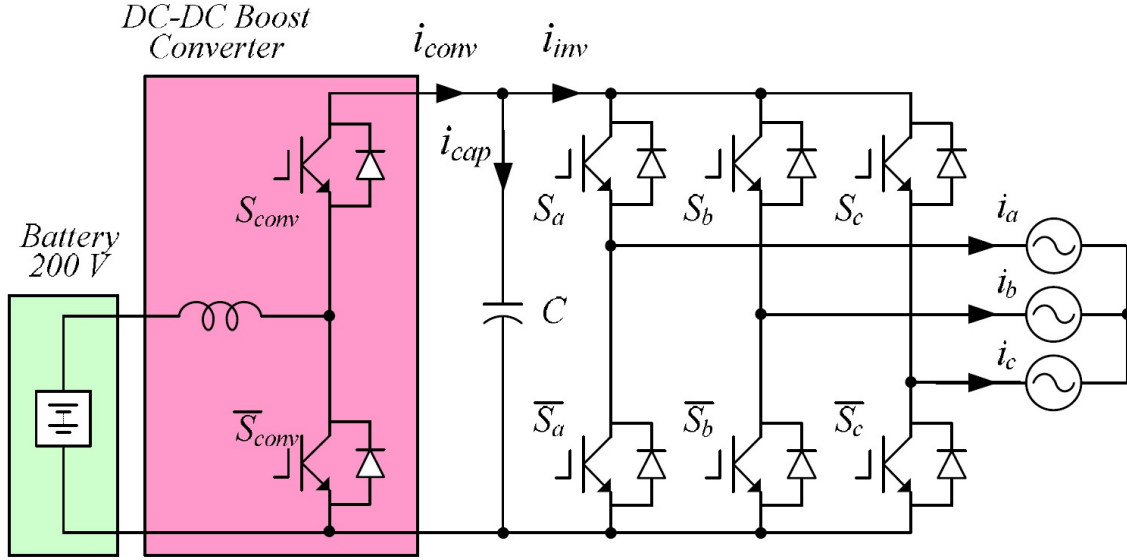 DC-DC Boost
Converter
i_conv
i_inv
i_cap
S_conv
S_a
S_b
S_c
i_a
Battery
200 V
C
i_b
i_c
S̅_conv
S̅_a
S̅_b
S̅_c